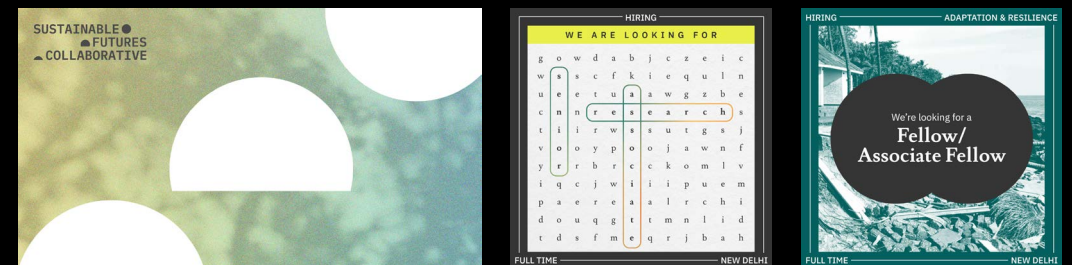 SUSTAINABLE
FUTURES
COLLABORATIVE
HIRING
WE ARE LOOKING FOR
g o w d a b j c z e i c
w s s c f k i e q u l n
u e e t u a a w g z b e
c n n r e s e a r c h s
t i i r w s s u t g s j
v o o y p o o j a w n f
y r r b r c c k o m l v
i q c j w i i i p u e m
p a e r e a a l r c h i
d o u q g t t m n l i d
t d s f m e q r j b a h
FULL TIME
NEW DELHI
HIRING
ADAPTATION & RESILIENCE
We're looking for a
Fellow/
Associate Fellow
FULL TIME
NEW DELHI